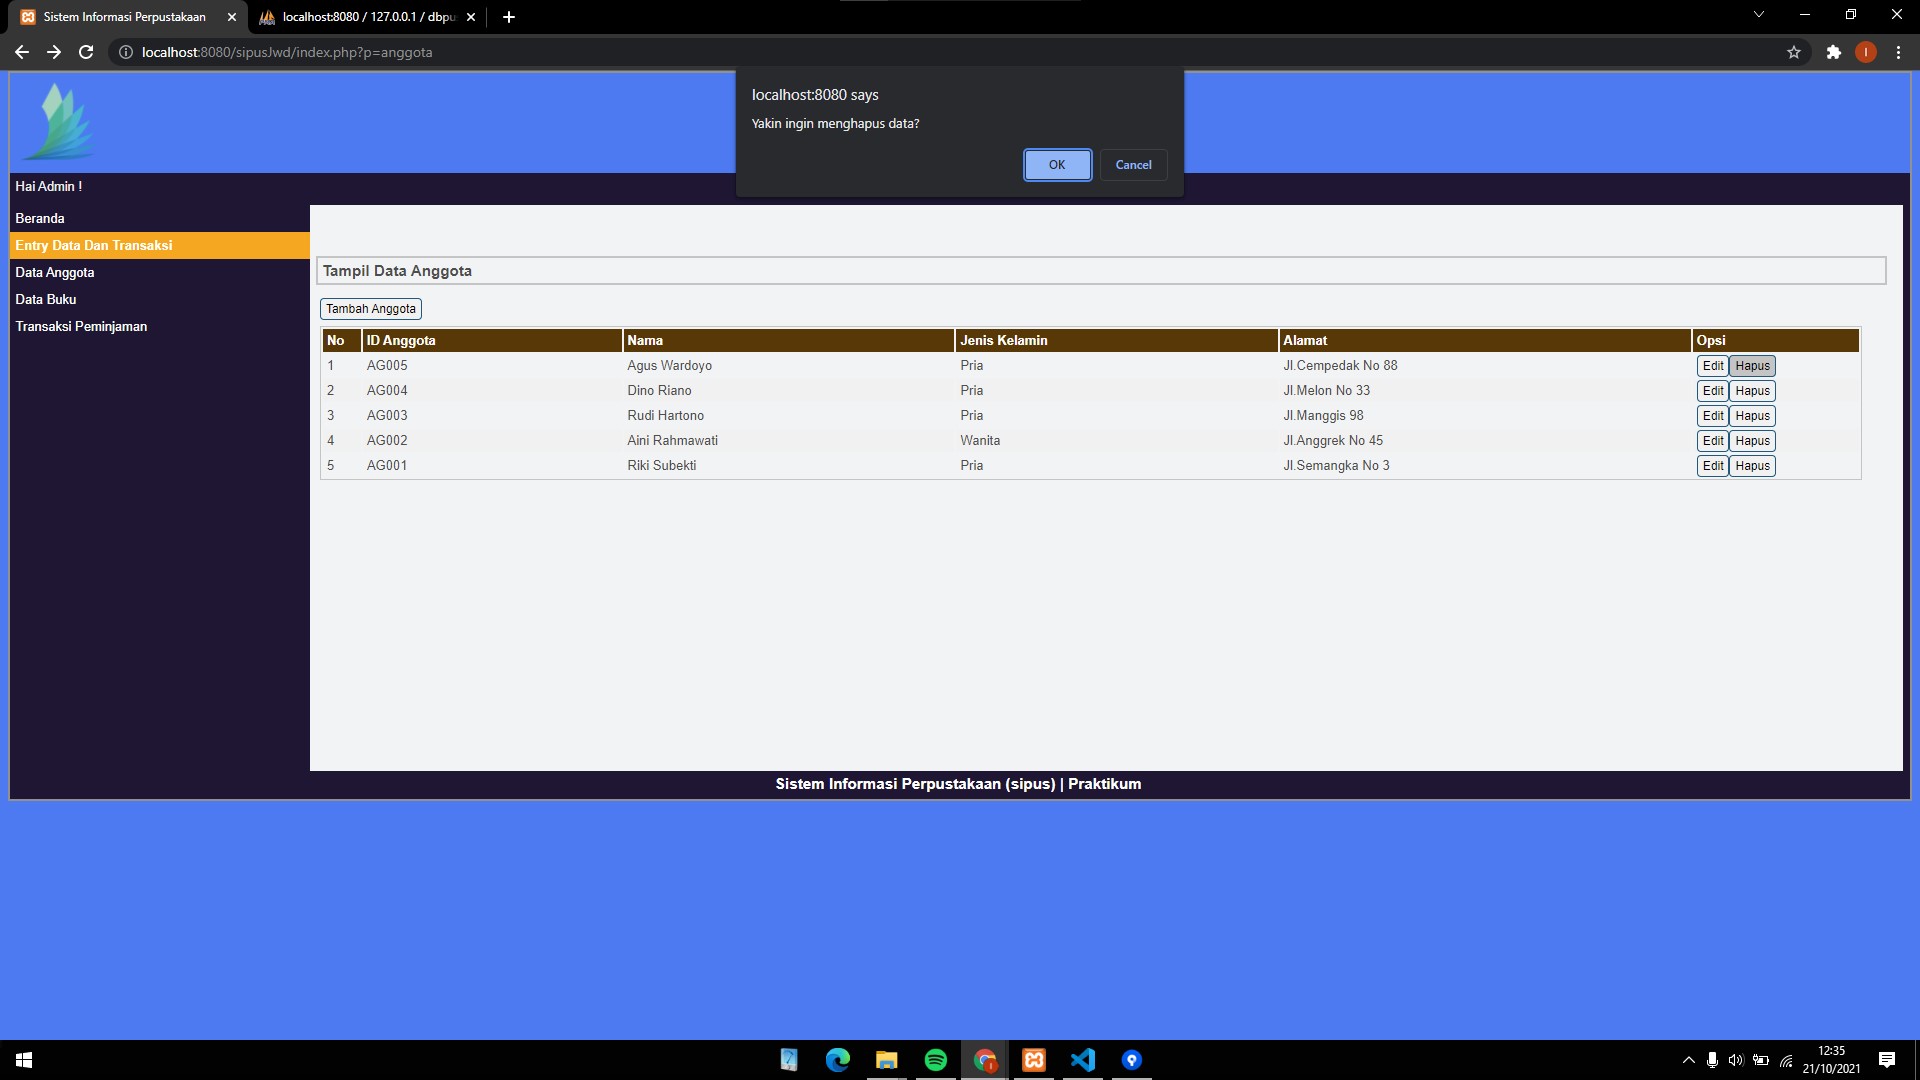 Sistem Informasi Perpustakaan
localhost:8080 / 127.0.0.1 / dbpu
localhost:8080/sipusJwd/index.php?p=anggota
localhost:8080 says
Yakin ingin menghapus data?
OK Cancel
Hai Admin !
Beranda
Entry Data Dan Transaksi
Data Anggota
Data Buku
Transaksi Peminjaman
Tampil Data Anggota
Tambah Anggota
No ID Anggota Nama Jenis Kelamin Alamat Opsi
1 AG005 Agus Wardoyo Pria Jl.Cempedak No 88 Edit Hapus
2 AG004 Dino Riano Pria Jl.Melon No 33 Edit Hapus
3 AG003 Rudi Hartono Pria Jl.Manggis 98 Edit Hapus
4 AG002 Aini Rahmawati Wanita Jl.Anggrek No 45 Edit Hapus
5 AG001 Riki Subekti Pria Jl.Semangka No 3 Edit Hapus
Sistem Informasi Perpustakaan (sipus) | Praktikum
12:35
21/10/2021